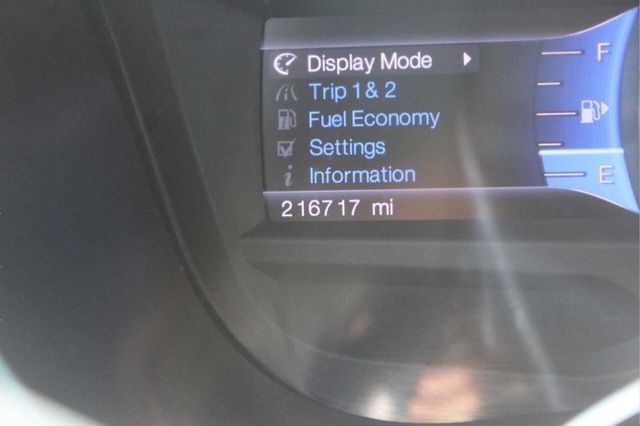 Display Mode
Trip 1 & 2
Fuel Economy
Settings
Information
216717 mi
F
E